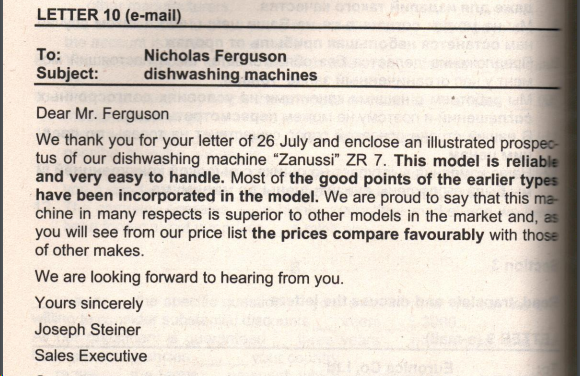 LETTER 10 (e-mail)
To: Nicholas Ferguson
Subject: dishwashing machines
Dear Mr. Ferguson
We thank you for your letter of 26 July and enclose an illustrated prospec-
tus of our dishwashing machine “Zanussi” ZR 7. This model is reliable
and very easy to handle. Most of the good points of the earlier types
have been incorporated in the model. We are proud to say that this ma-
chine in many respects is superior to other models in the market and, as
you will see from our price list the prices compare favourably with those
of other makes.
We are looking forward to hearing from you.
Yours sincerely
Joseph Steiner
Sales Executive